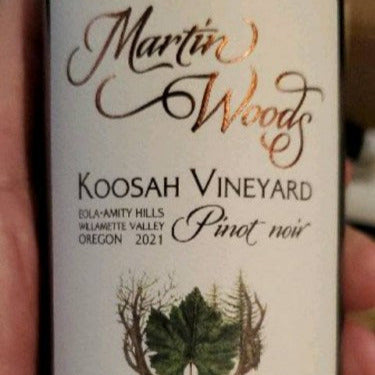 Martin
Woods
KOOSAH VINEYARD
EOLA-AMITY HILLS
WILLAMETTE VALLEY
OREGON 2021
Pinot noir